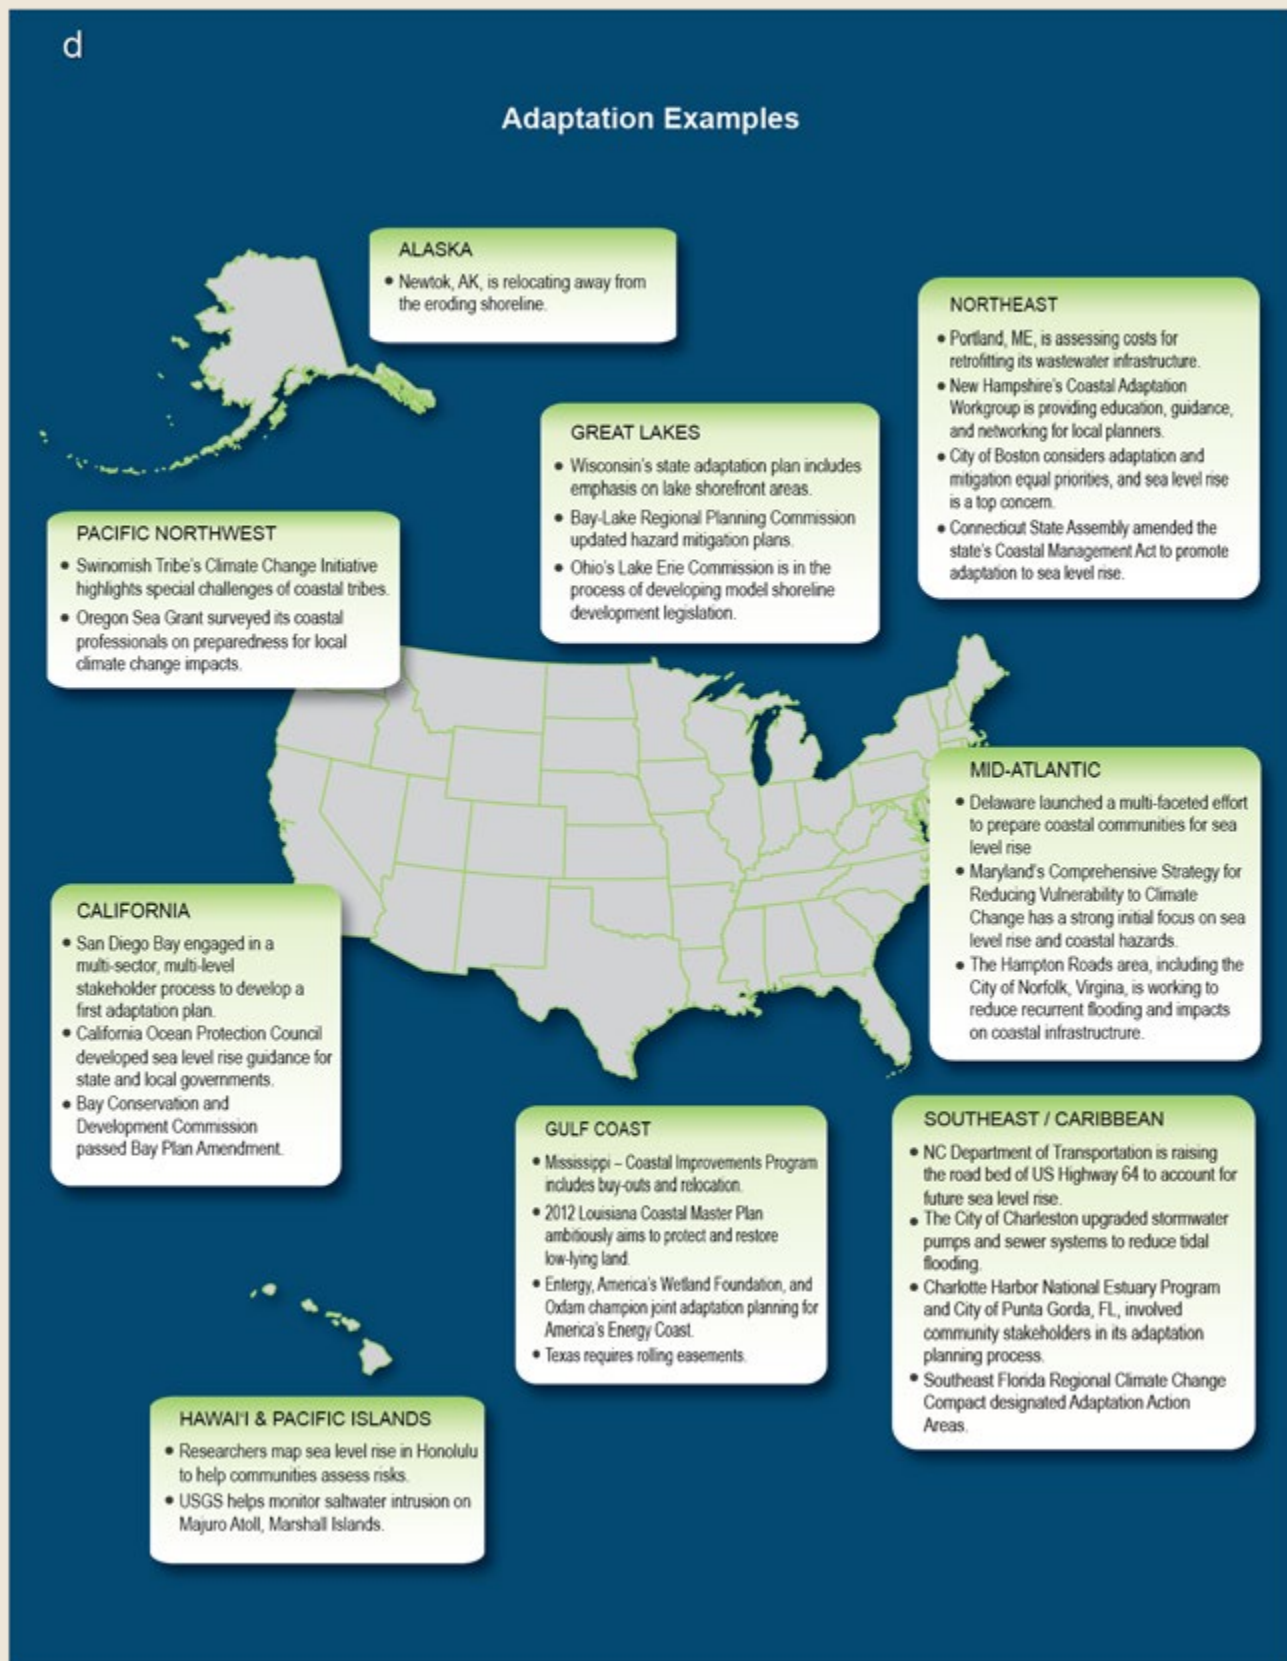 d
Adaptation Examples
ALASKA
• Newtok, AK, is relocating away from
the eroding shoreline.
NORTHEAST
• Portland, ME, is assessing costs for
retrofitting its wastewater infrastructure.
• New Hampshire's Coastal Adaptation
Workgroup is providing education, guidance,
and networking for local planners.
• City of Boston considers adaptation and
mitigation equal priorities, and sea level rise
is a top concern.
• Connecticut State Assembly amended the
state's Coastal Management Act to promote
adaptation to sea level rise.
GREAT LAKES
• Wisconsin's state adaptation plan includes
emphasis on lake shorefront areas.
• Bay-Lake Regional Planning Commission
updated hazard mitigation plans.
• Ohio's Lake Erie Commission is in the
process of developing model shoreline
development legislation.
PACIFIC NORTHWEST
• Swinomish Tribe's Climate Change Initiative
highlights special challenges of coastal tribes.
• Oregon Sea Grant surveyed its coastal
professionals on preparedness for local
climate change impacts.
MID-ATLANTIC
• Delaware launched a multi-faceted effort
to prepare coastal communities for sea
level rise
• Maryland's Comprehensive Strategy for
Reducing Vulnerability to Climate
Change has a strong initial focus on sea
level rise and coastal hazards.
• The Hampton Roads area, including the
City of Norfolk, Virgina, is working to
reduce recurrent flooding and impacts
on coastal infrastructrure.
CALIFORNIA
• San Diego Bay engaged in a
multi-sector, multi-level
stakeholder process to develop a
first adaptation plan.
• California Ocean Protection Council
developed sea level rise guidance for
state and local governments.
• Bay Conservation and
Development Commission
passed Bay Plan Amendment.
GULF COAST
• Mississippi – Coastal Improvements Program
includes buy-outs and relocation.
• 2012 Louisiana Coastal Master Plan
ambitiously aims to protect and restore
low-lying land.
• Entergy, America's Wetland Foundation, and
Oxfam champion joint adaptation planning for
America's Energy Coast.
• Texas requires rolling easements.
SOUTHEAST / CARIBBEAN
• NC Department of Transportation is raising
the road bed of US Highway 64 to account for
future sea level rise.
• The City of Charleston upgraded stormwater
pumps and sewer systems to reduce tidal
flooding.
• Charlotte Harbor National Estuary Program
and City of Punta Gorda, FL, involved
community stakeholders in its adaptation
planning process.
• Southeast Florida Regional Climate Change
Compact designated Adaptation Action
Areas.
HAWAI'I & PACIFIC ISLANDS
• Researchers map sea level rise in Honolulu
to help communities assess risks.
• USGS helps monitor saltwater intrusion on
Majuro Atoll, Marshall Islands.